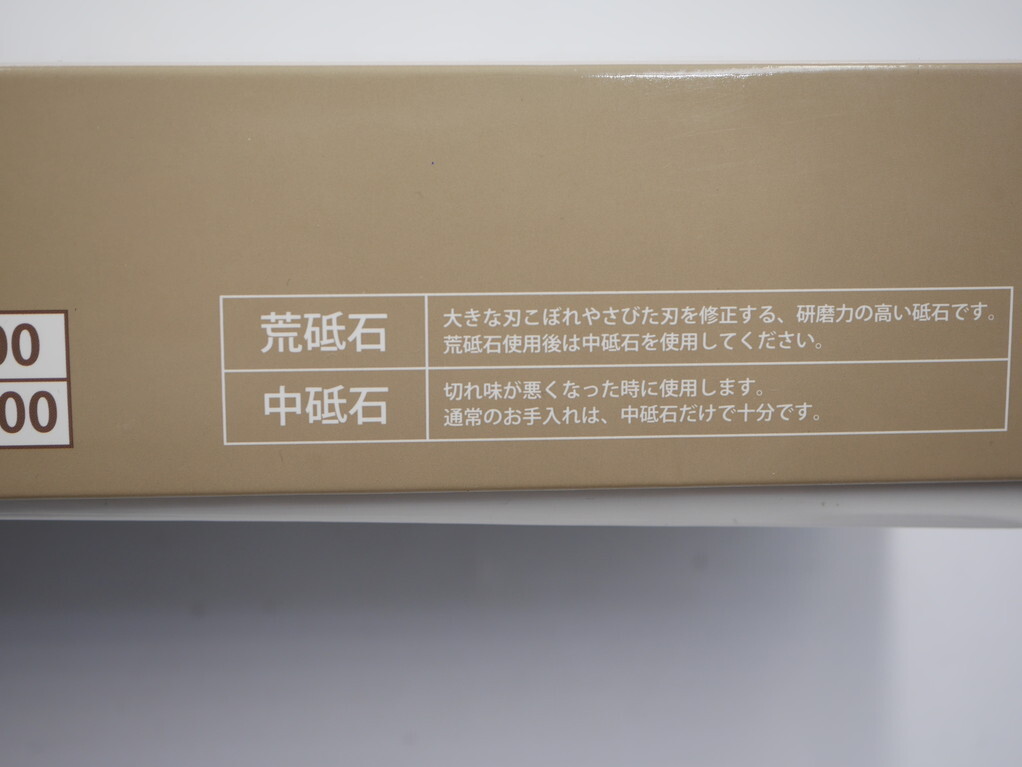 00
00
荒砥石
大きな刃こぼれやさびた刃を修正する、研磨力の高い砥石です。
荒砥石使用後は中砥石を使用してください。
中砥石
切れ味が悪くなった時に使用します。
通常のお手入れは、中砥石だけで十分です。